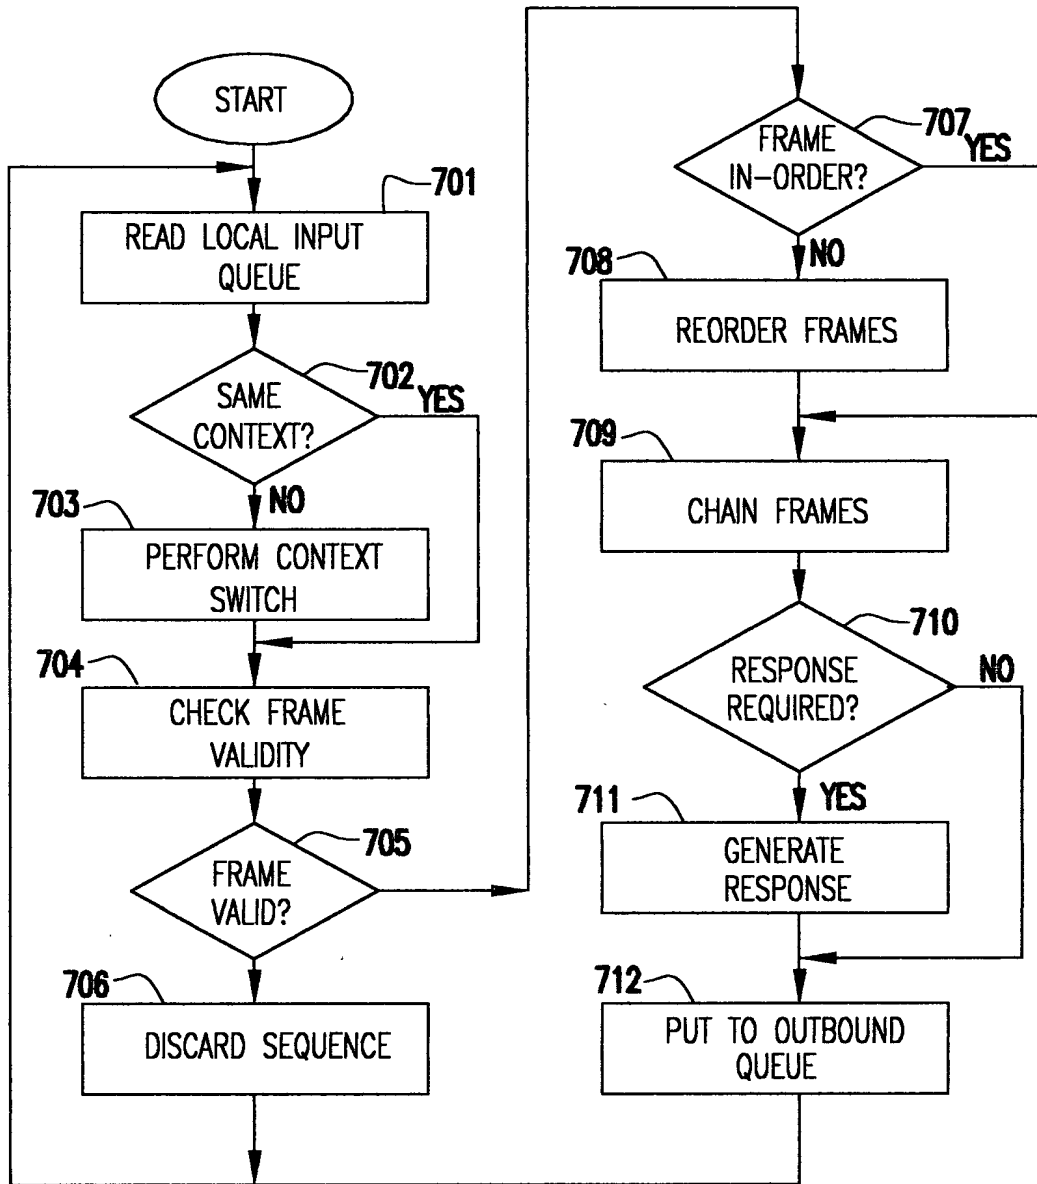 START
701
READ LOCAL INPUT
QUEUE
702
YES
SAME
CONTEXT?
NO
703
PERFORM CONTEXT
SWITCH
704
CHECK FRAME
VALIDITY
705
FRAME
VALID?
706
DISCARD SEQUENCE
707
YES
FRAME
IN-ORDER?
NO
708
REORDER FRAMES
709
CHAIN FRAMES
710
NO
RESPONSE
REQUIRED?
YES
711
GENERATE
RESPONSE
712
PUT TO OUTBOUND
QUEUE